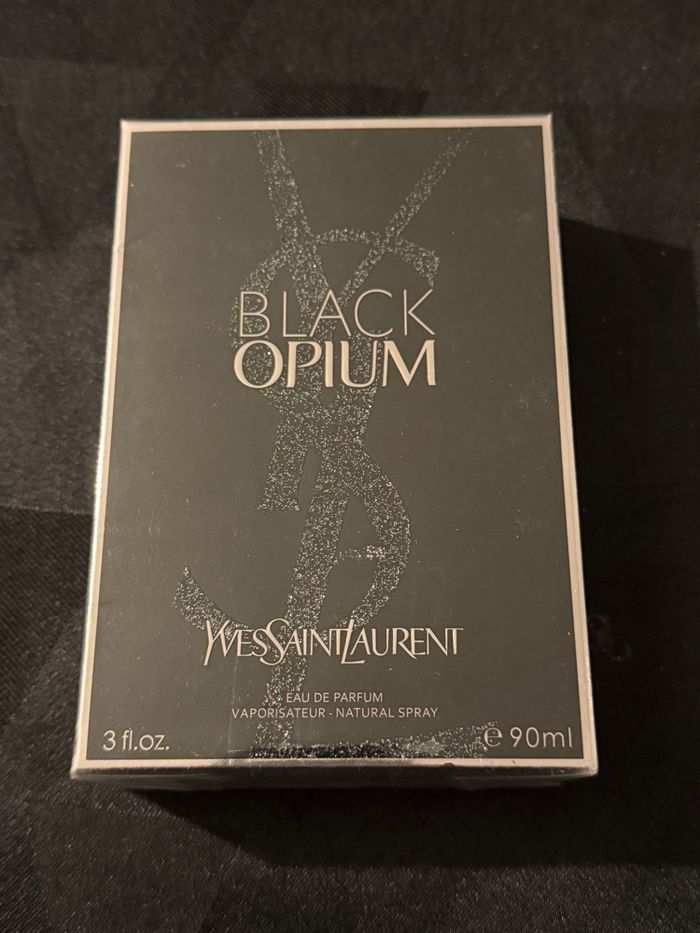 BLACK
OPIUM
YVESSAINTLAURENT
EAU DE PARFUM
VAPORISATEUR - NATURAL SPRAY
3 fl.oz.
℮ 90ml